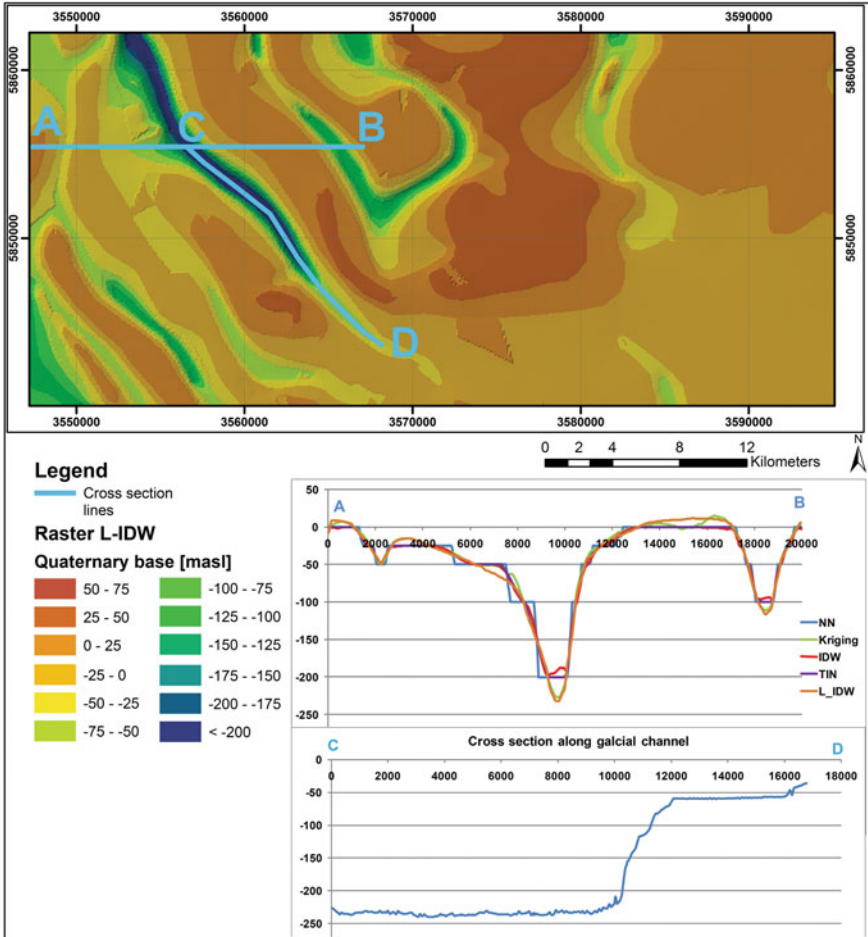 3550000 3560000 3570000 3580000 3590000
5860000 5860000
A C B
5850000 5850000
D
3550000 3560000 3570000 3580000 3590000
N
0 2 4 8 12
Kilometers
Legend
Cross section
lines
Raster L-IDW
Quaternary base [masl]
50 - 75
25 - 50
0 - 25
-25 - 0
-50 - -25
-75 - -50
-100 - -75
-125 - -100
-150 - -125
-175 - -150
-200 - -175
< -200
50
0
-50
-100
-150
-200
-250
A B
0 2000 4000 6000 8000 10000 12000 14000 16000 18000 20000
NN
Kriging
IDW
TIN
L_IDW
C Cross section along galcial channel D
0 2000 4000 6000 8000 10000 12000 14000 16000 18000
0
-50
-100
-150
-200
-250